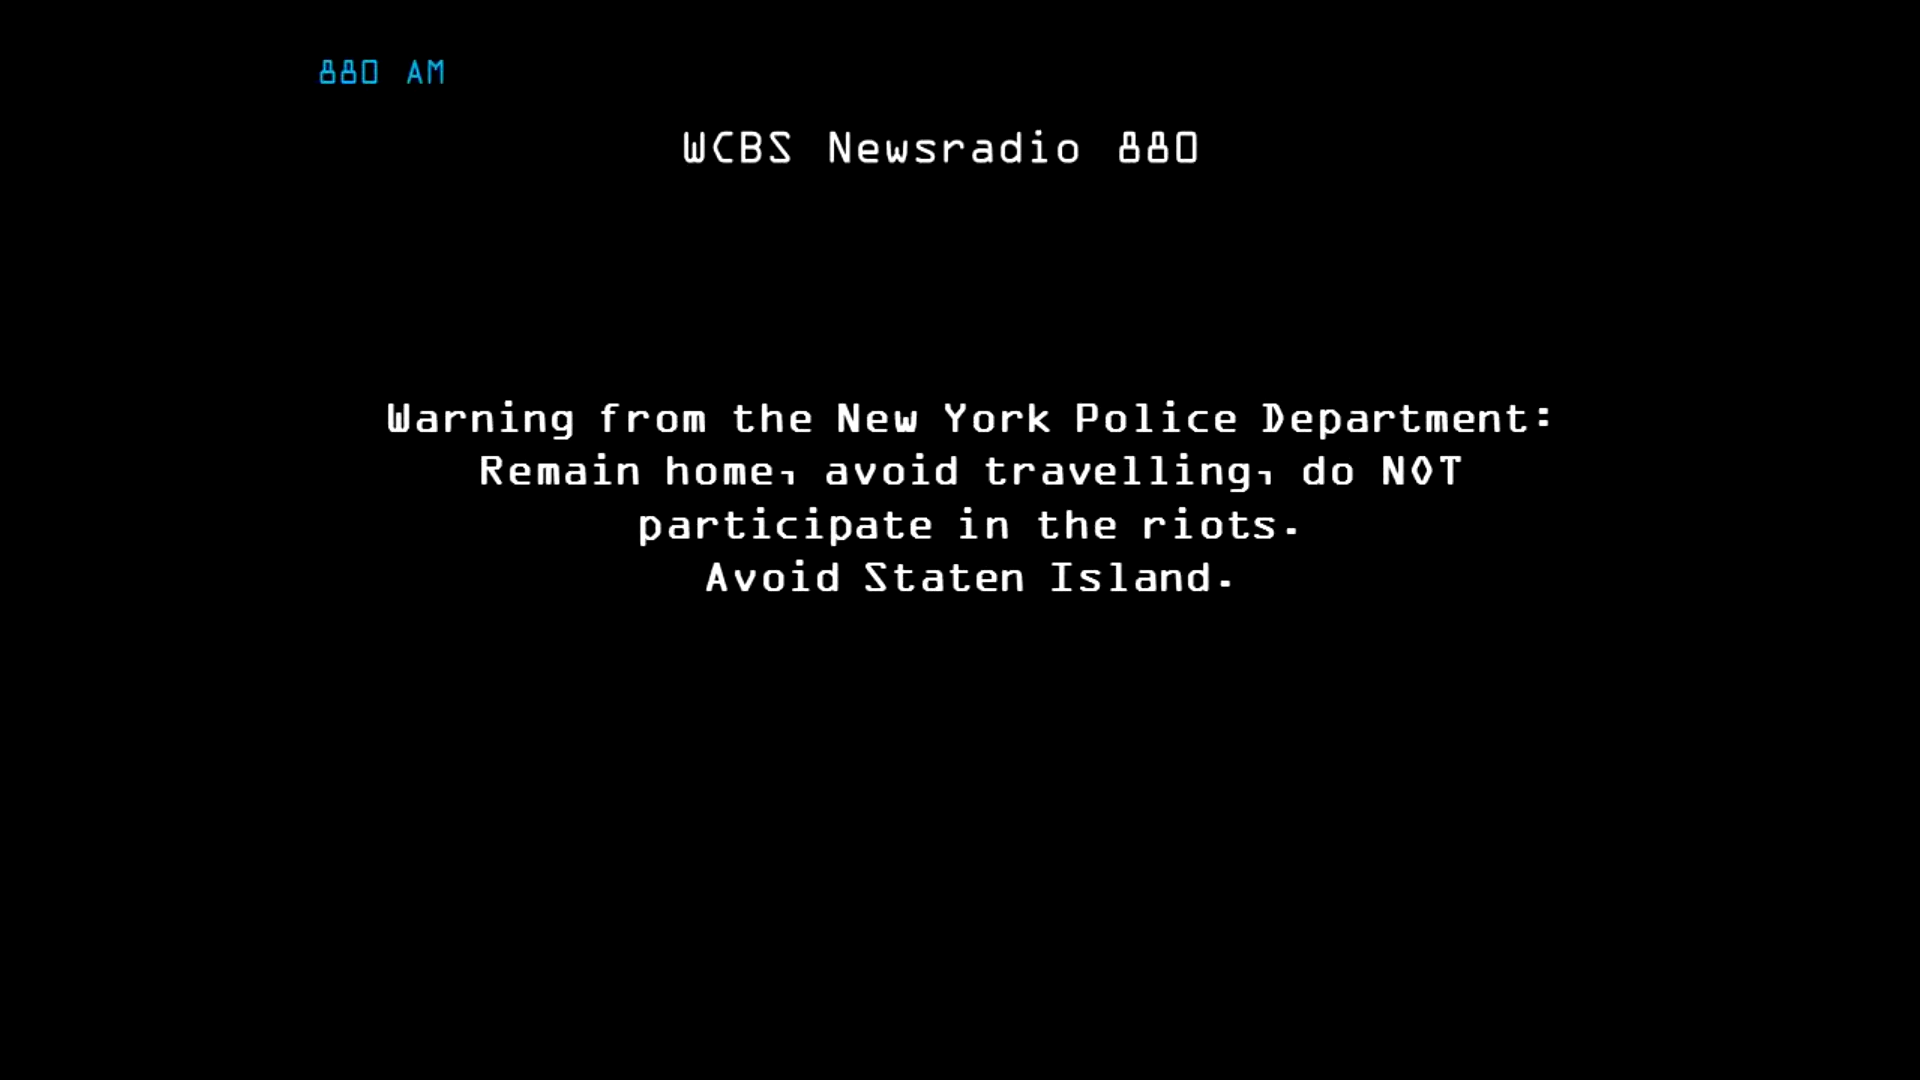 880 AM
WCBS Newsradio 880
Warning from the New York Police Department:
Remain home, avoid travelling, do NOT
participate in the riots.
Avoid Staten Island.